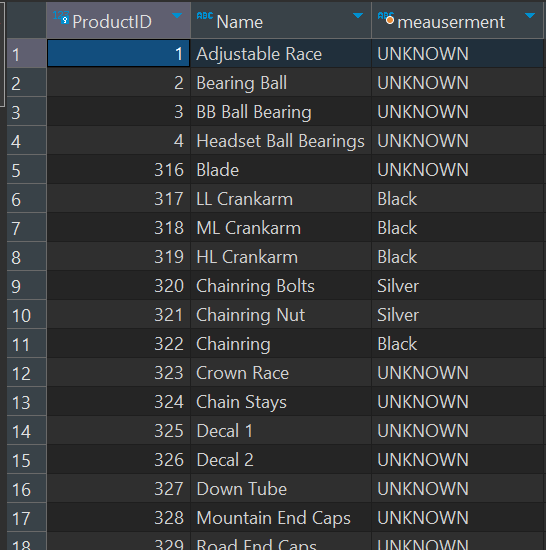 123 ProductID ABC Name ABC meauserment
1 1 Adjustable Race UNKNOWN
2 2 Bearing Ball UNKNOWN
3 3 BB Ball Bearing UNKNOWN
4 4 Headset Ball Bearings UNKNOWN
5 316 Blade UNKNOWN
6 317 LL Crankarm Black
7 318 ML Crankarm Black
8 319 HL Crankarm Black
9 320 Chainring Bolts Silver
10 321 Chainring Nut Silver
11 322 Chainring Black
12 323 Crown Race UNKNOWN
13 324 Chain Stays UNKNOWN
14 325 Decal 1 UNKNOWN
15 326 Decal 2 UNKNOWN
16 327 Down Tube UNKNOWN
17 328 Mountain End Caps UNKNOWN
18 329 Road End Caps UNKNOWN